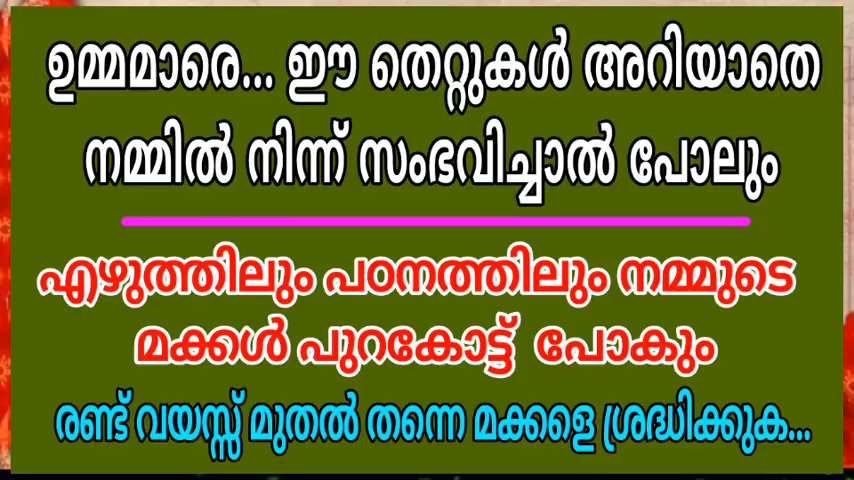 ഉമ്മമാരെ... ഈ തെറ്റുകൾ അറിയാതെ
നമ്മിൽ നിന്ന് സംഭവിച്ചാൽ പോലും
എഴുത്തിലും പഠനത്തിലും നമ്മുടെ
മക്കൾ പുറകോട്ട് പോകും
രണ്ട് വയസ്സ് മുതൽ തന്നെ മക്കളെ ശ്രദ്ധിക്കുക...